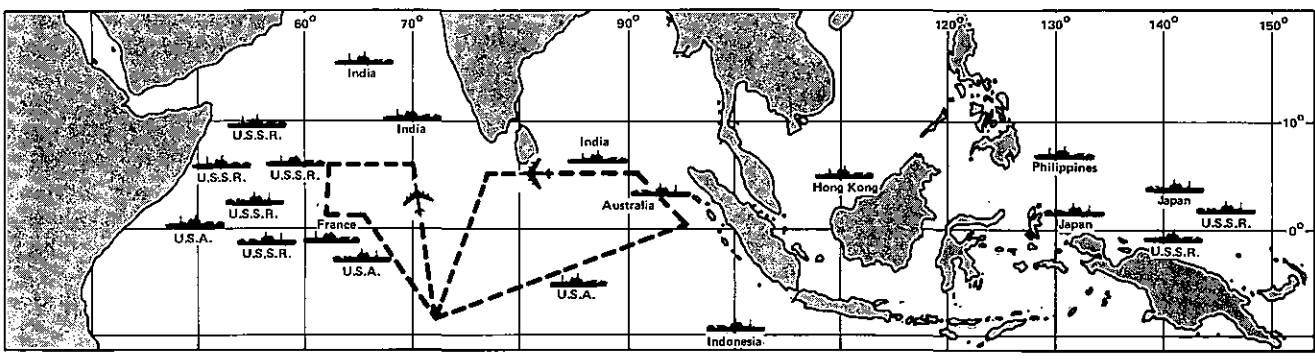 60° 70° 90° 120° 130° 140° 150°
India
India
U.S.S.R.
10°
India
Philippines
U.S.S.R.
U.S.S.R.
Hong Kong
Australia
Japan
U.S.S.R.
France
Japan
U.S.S.R.
U.S.A.
0°
U.S.S.R.
U.S.S.R.
U.S.A.
U.S.A.
Indonesia